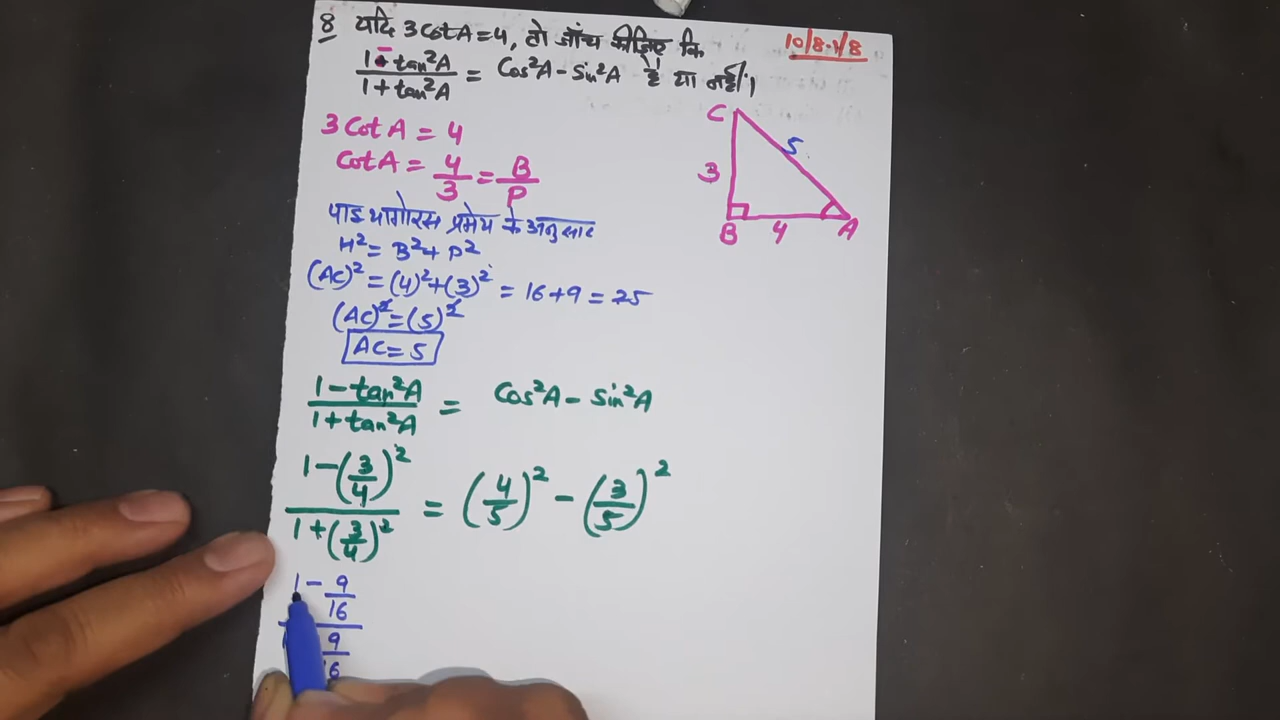 8 यदि 3 Cot A = 4, तो जाँच कीजिए कि
10/8.1/8
(1 - tan²A)/(1 + tan²A) = Cos²A - Sin²A है या नहीं।
3 Cot A = 4
Cot A = 4/3 = B/P
पाइथागोरस प्रमेय के अनुसार
H² = B² + P²
(AC)² = (4)² + (3)² = 16 + 9 = 25
(AC)² = (5)²
AC = 5
C
5
3
B 4 A
(1 - tan²A)/(1 + tan²A) = Cos²A - Sin²A
(1 - (3/4)²)/(1 + (3/4)²) = (4/5)² - (3/5)²
1 - 9/16
9